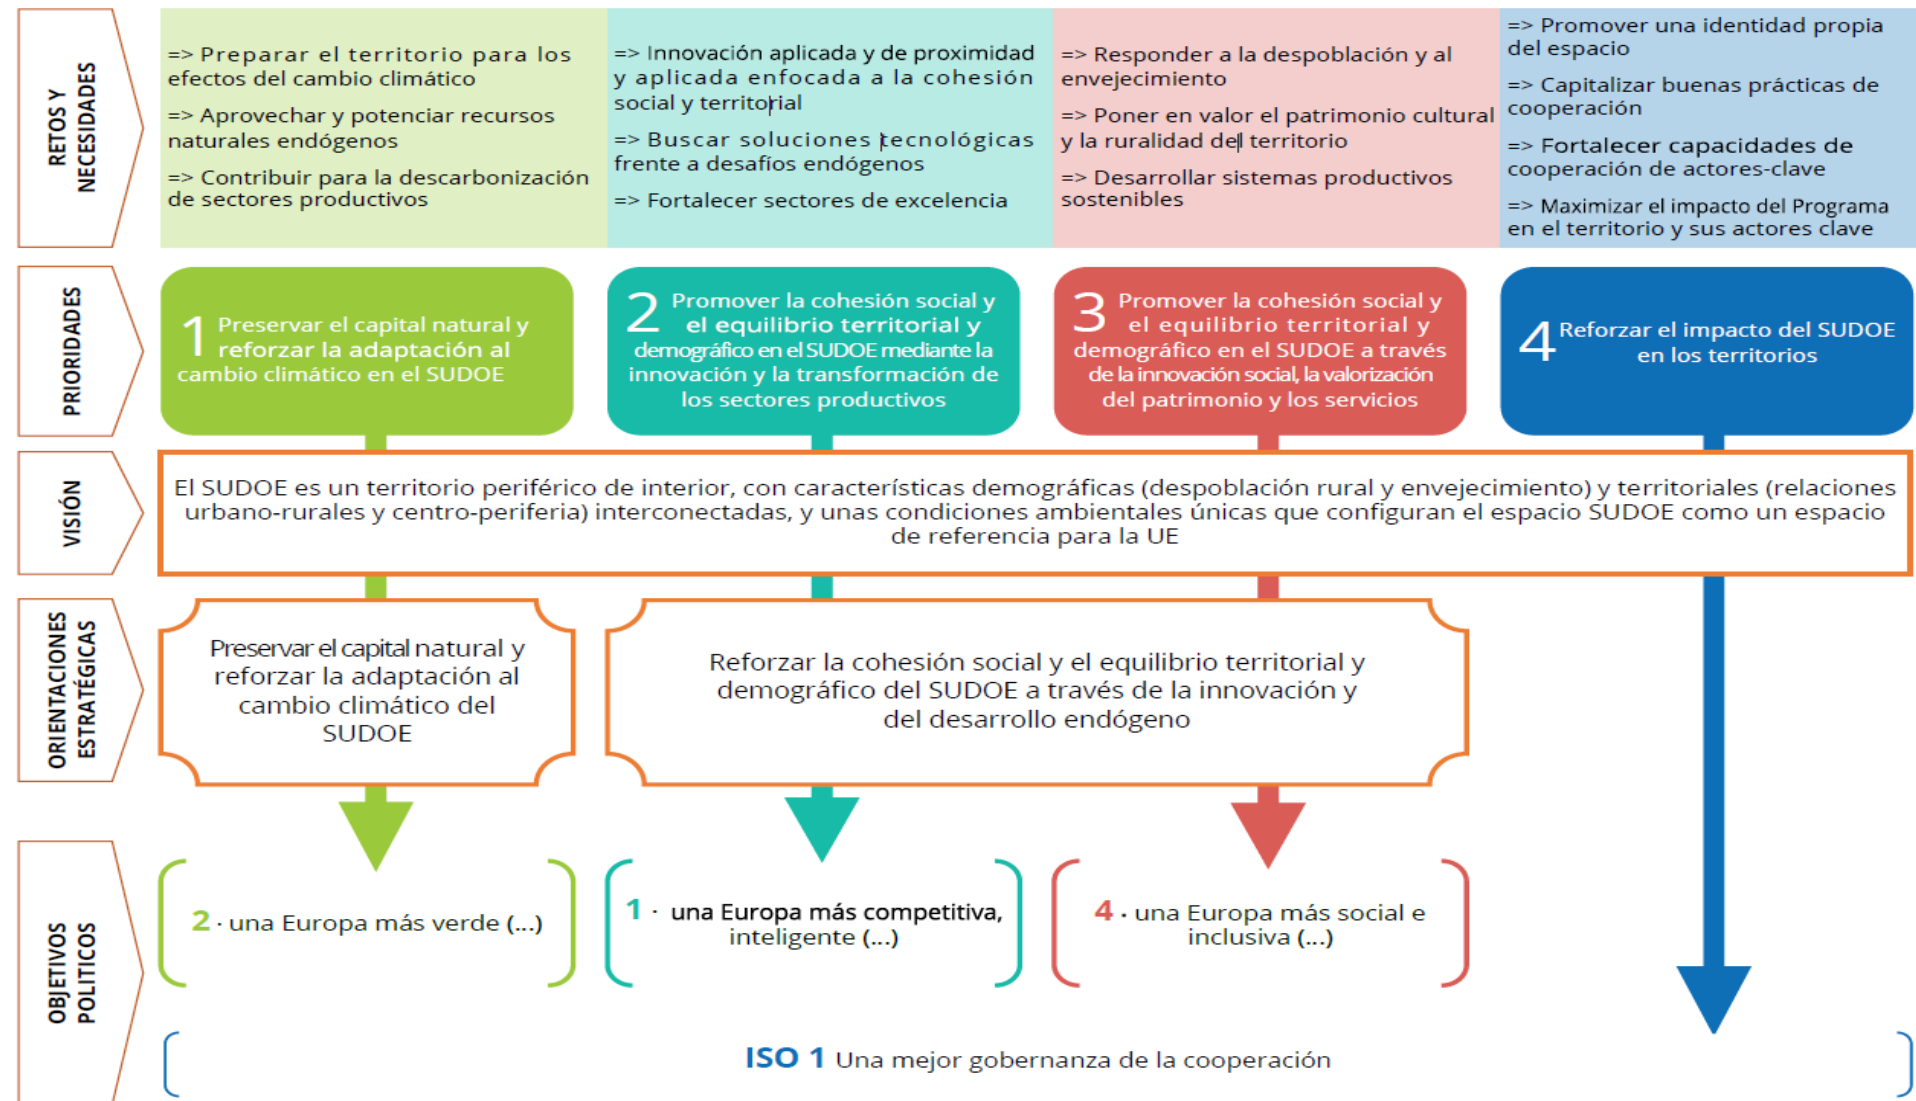 RETOS Y
NECESIDADES
=> Preparar el territorio para los
efectos del cambio climático
=> Aprovechar y potenciar recursos
naturales endógenos
=> Contribuir para la descarbonización
de sectores productivos
=> Innovación aplicada y de proximidad
y aplicada enfocada a la cohesión
social y territorial
=> Buscar soluciones tecnológicas
frente a desafíos endógenos
=> Fortalecer sectores de excelencia
=> Responder a la despoblación y al
envejecimiento
=> Poner en valor el patrimonio cultural
y la ruralidad del territorio
=> Desarrollar sistemas productivos
sostenibles
=> Promover una identidad propia
del espacio
=> Capitalizar buenas prácticas de
cooperación
=> Fortalecer capacidades de
cooperación de actores-clave
=> Maximizar el impacto del Programa
en el territorio y sus actores clave
PRIORIDADES
1 Preservar el capital natural y
reforzar la adaptación al
cambio climático en el SUDOE
2 Promover la cohesión social y
el equilibrio territorial y
demográfico en el SUDOE mediante la
innovación y la transformación de
los sectores productivos
3 Promover la cohesión social y
el equilibrio territorial y
demográfico en el SUDOE a través
de la innovación social, la valorización
del patrimonio y los servicios
4 Reforzar el impacto del SUDOE
en los territorios
VISIÓN
El SUDOE es un territorio periférico de interior, con características demográficas (despoblación rural y envejecimiento) y territoriales (relaciones
urbano-rurales y centro-periferia) interconectadas, y unas condiciones ambientales únicas que configuran el espacio SUDOE como un espacio
de referencia para la UE
ORIENTACIONES
ESTRATÉGICAS
Preservar el capital natural y
reforzar la adaptación al
cambio climático del
SUDOE
Reforzar la cohesión social y el equilibrio territorial y
demográfico del SUDOE a través de la innovación y
del desarrollo endógeno
OBJETIVOS
POLITICOS
2 · una Europa más verde (...)
1 · una Europa más competitiva,
inteligente (...)
4 · una Europa más social e
inclusiva (...)
ISO 1 Una mejor gobernanza de la cooperación